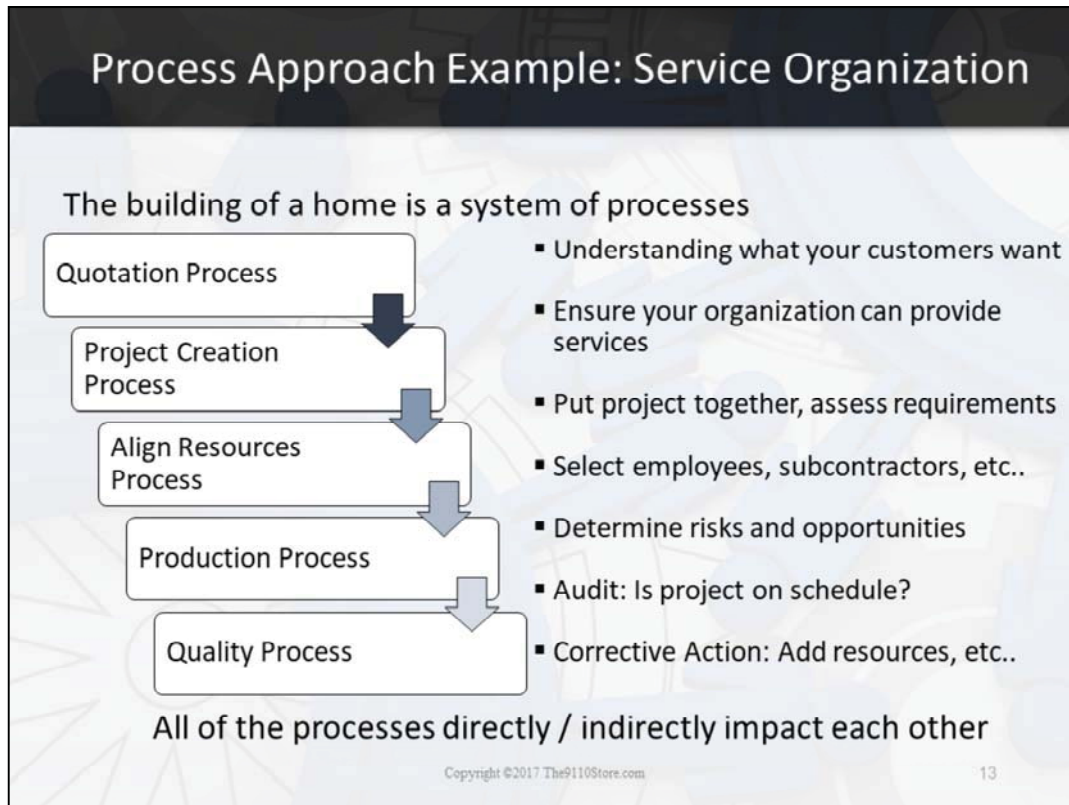 Process Approach Example: Service Organization
The building of a home is a system of processes
Quotation Process
Project Creation
Process
Align Resources
Process
Production Process
Quality Process
▪ Understanding what your customers want
▪ Ensure your organization can provide
services
▪ Put project together, assess requirements
▪ Select employees, subcontractors, etc..
▪ Determine risks and opportunities
▪ Audit: Is project on schedule?
▪ Corrective Action: Add resources, etc..
All of the processes directly / indirectly impact each other
Copyright ©2017 The9110Store.com
13